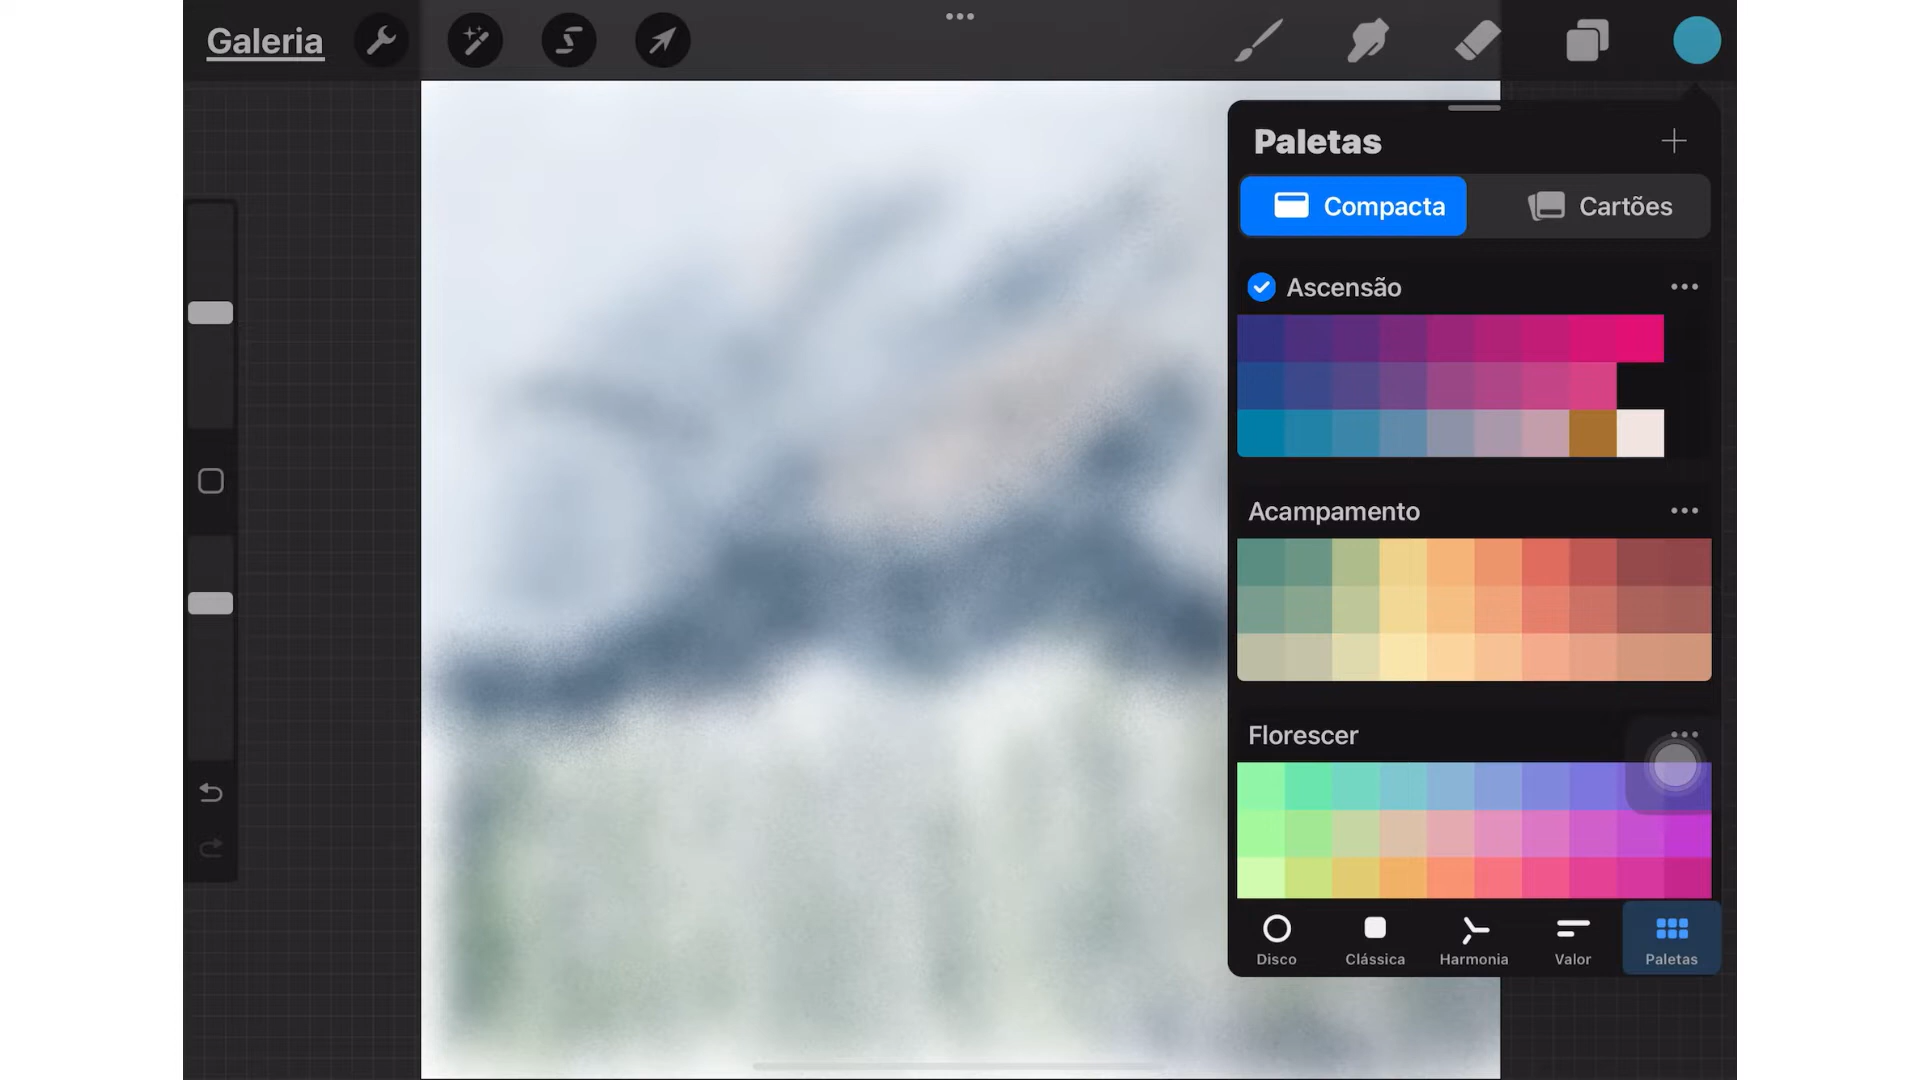 Galeria
Paletas
Compacta
Cartões
Ascensão
Acampamento
Florescer
Disco
Clássica
Harmonia
Valor
Paletas